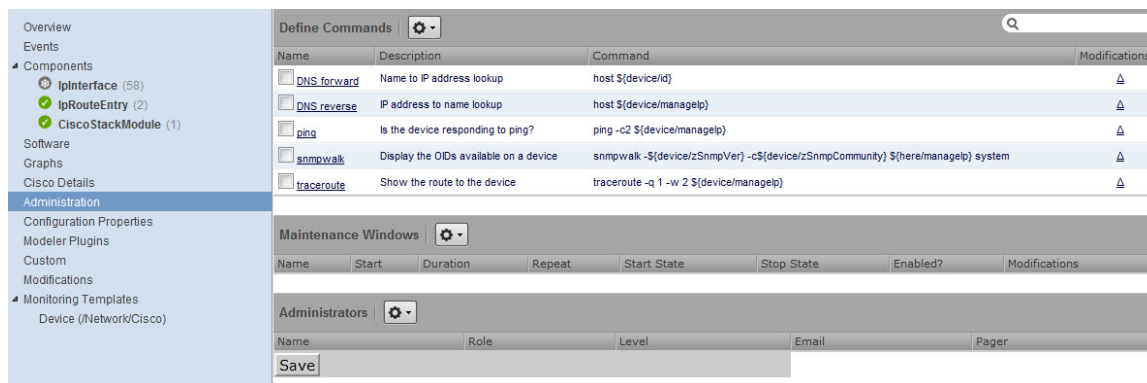 Overview
Events
Components
IpInterface (58)
IpRouteEntry (2)
CiscoStackModule (1)
Software
Graphs
Cisco Details
Administration
Configuration Properties
Modeler Plugins
Custom
Modifications
Monitoring Templates
Device (/Network/Cisco)
Define Commands
Name Description Command Modifications
DNS forward Name to IP address lookup host ${device/id} Δ
DNS reverse IP address to name lookup host ${device/manageIp} Δ
ping Is the device responding to ping? ping -c2 ${device/manageIp} Δ
snmpwalk Display the OIDs available on a device snmpwalk -${device/zSnmpVer} -c${device/zSnmpCommunity} ${here/manageIp} system Δ
traceroute Show the route to the device traceroute -q 1 -w 2 ${device/manageIp} Δ
Maintenance Windows
Name Start Duration Repeat Start State Stop State Enabled? Modifications
Administrators
Name Role Level Email Pager
Save